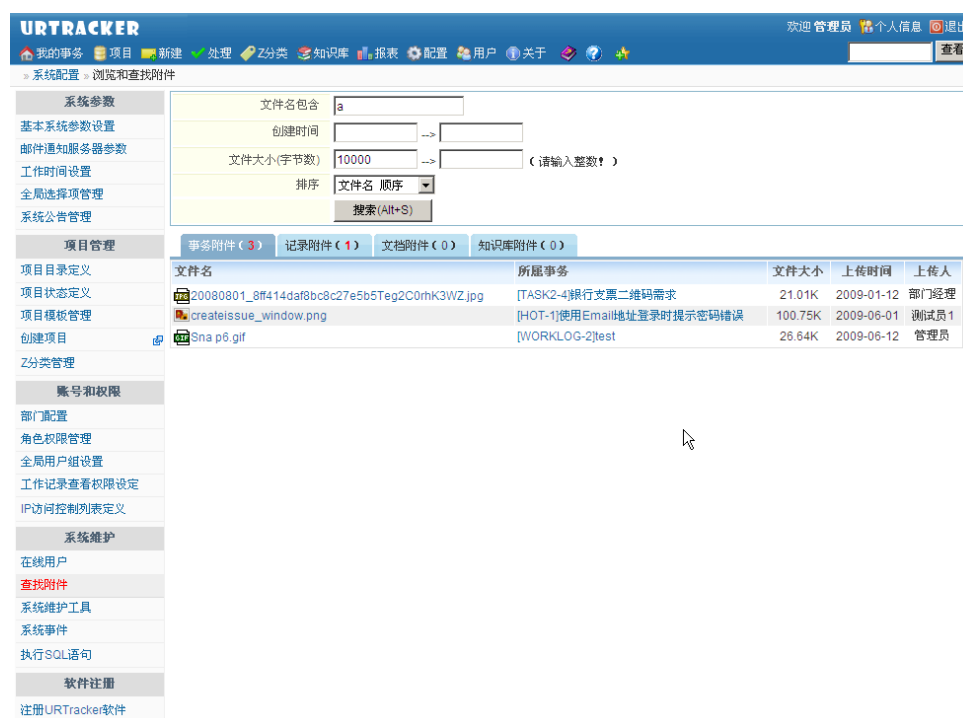 URTRACKER
欢迎 管理员 个人信息 退出
我的事务 项目 新建 处理 Z分类 知识库 报表 配置 用户 关于 查看
» 系统配置 » 浏览和查找附件
系统参数
基本系统参数设置
邮件通知服务器参数
工作时间设置
全局选择项管理
系统公告管理
项目管理
项目目录定义
项目状态定义
项目模板管理
创建项目
Z分类管理
账号和权限
部门配置
角色权限管理
全局用户组设置
工作记录查看权限设定
IP访问控制列表定义
系统维护
在线用户
查找附件
系统维护工具
系统事件
执行SQL语句
软件注册
注册URTracker软件
文件名包含 a
创建时间 -->
文件大小(字节数) 10000 --> ( 请输入整数! )
排序 文件名 顺序
搜索(Alt+S)
事务附件( 3 ) 记录附件( 1 ) 文档附件( 0 ) 知识库附件( 0 )
文件名 所属事务 文件大小 上传时间 上传人
20080801_8ff414daf8bc8c27e5b5Teg2C0rhK3WZ.jpg [TASK2-4]银行支票二维码需求 21.01K 2009-01-12 部门经理
createissue_window.png [HOT-1]使用Email地址登录时提示密码错误 100.75K 2009-06-01 测试员1
Sna p6.gif [WORKLOG-2]test 26.64K 2009-06-12 管理员